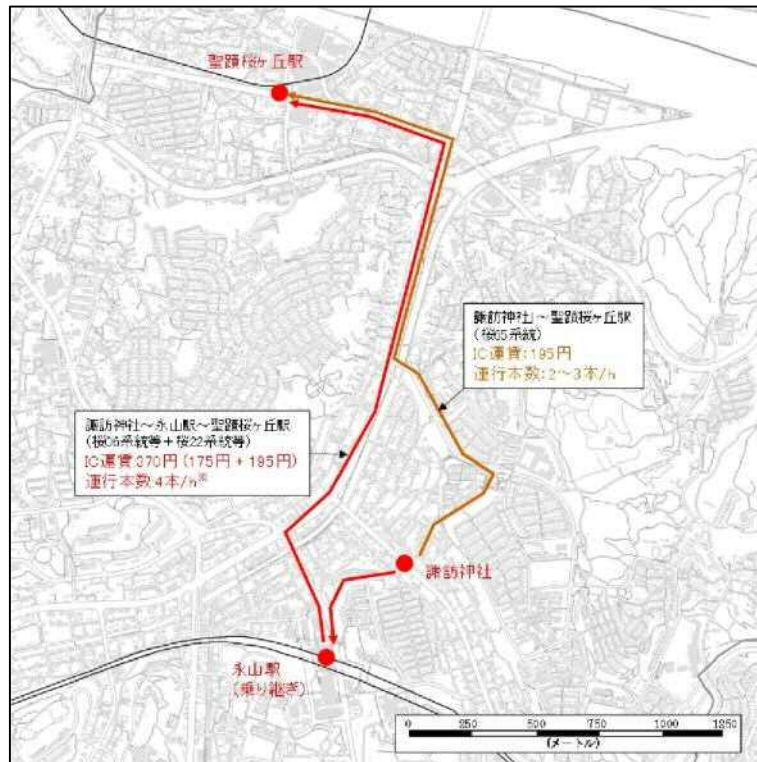 聖蹟桜ヶ丘駅
諏訪神社～聖蹟桜ヶ丘駅
(桜05系統)
IC運賃:195円
運行本数:2～3本/h
諏訪神社～永山駅～聖蹟桜ヶ丘駅
(桜06系統等+桜22系統等)
IC運賃:370円 (175円 + 195円)
運行本数:4本/h※
諏訪神社
永山駅
(乗り継ぎ)
0 250 500 750 1000 1250
(メートル)